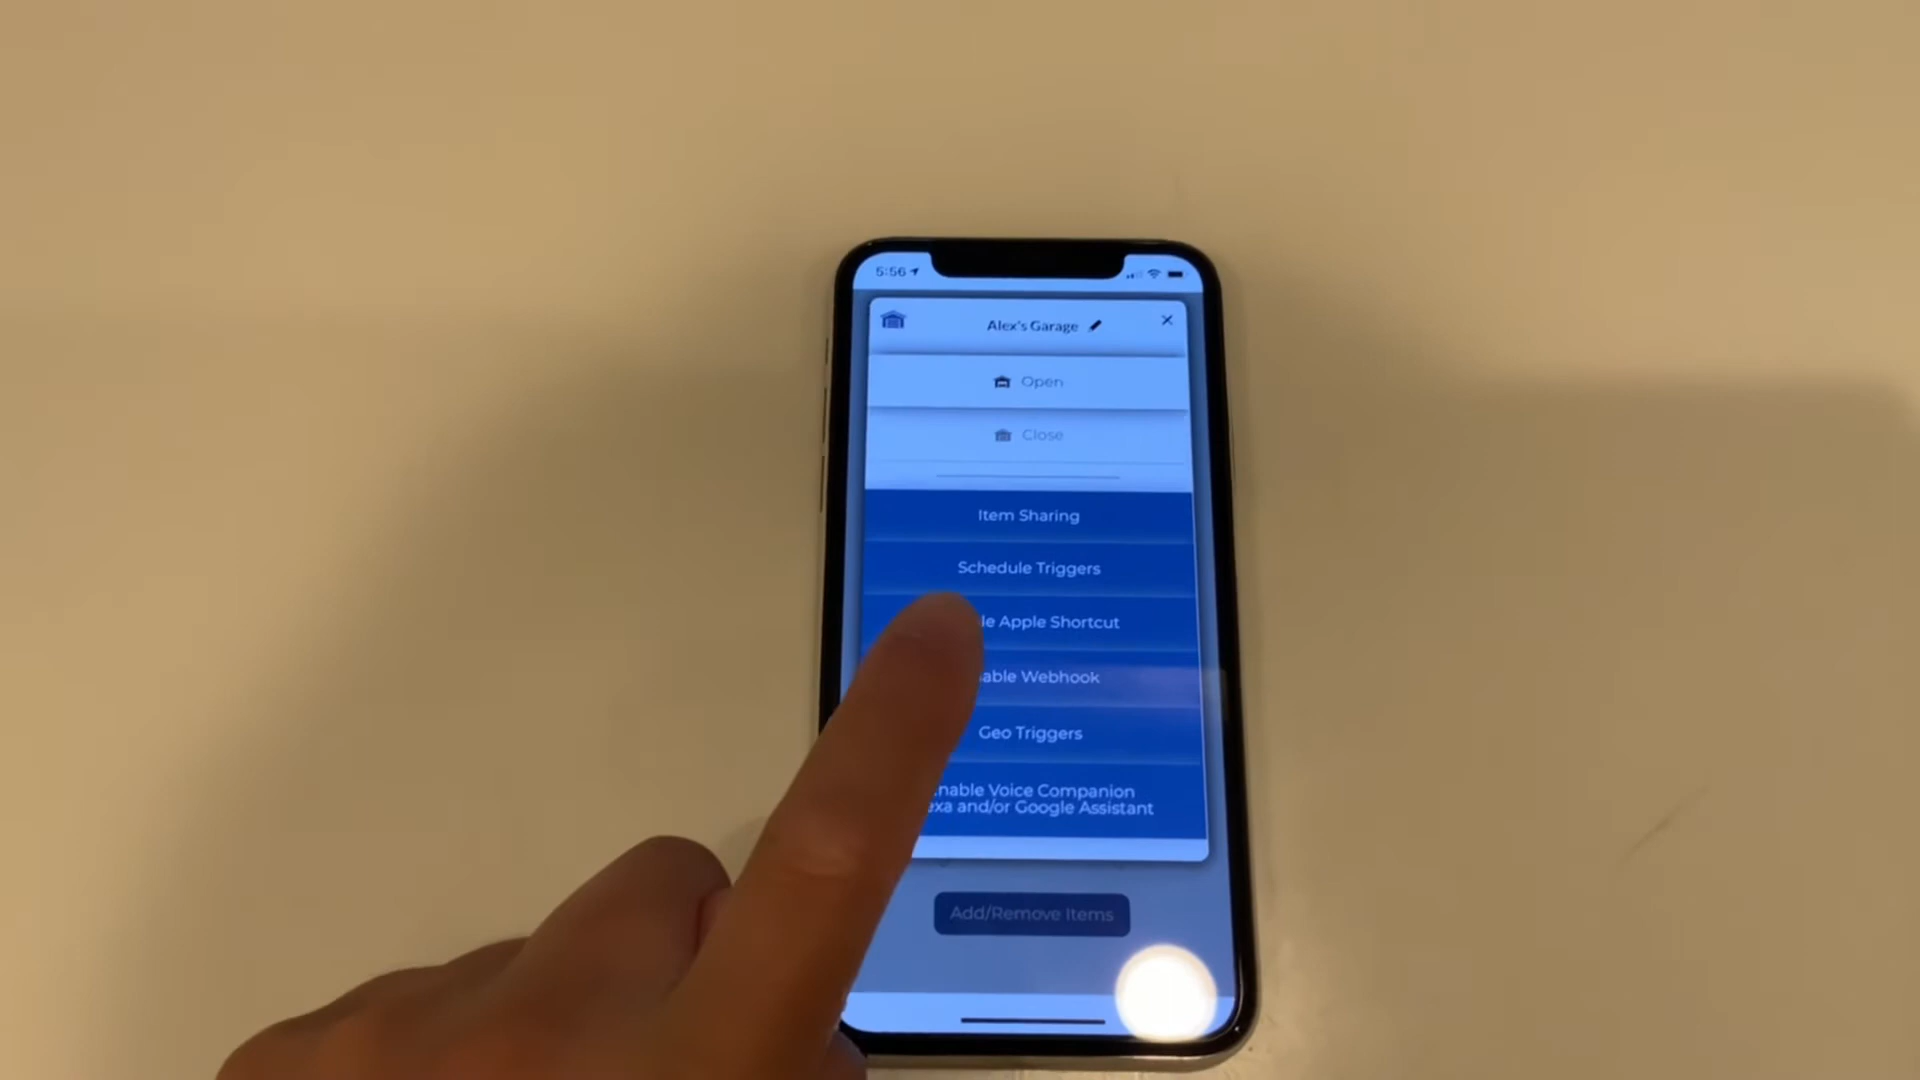 5:56
Alex's Garage
Open
Close
Item Sharing
Schedule Triggers
Apple Shortcut
Webhook
Geo Triggers
Voice Companion
and/or Google Assistant
Add/Remove Items